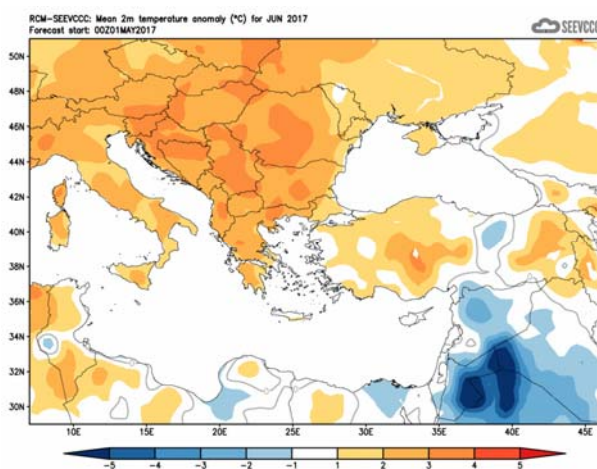 RCM-SEEVCCC: Mean 2m temperature anomaly (°C) for JUN 2017
Forecast start: 00Z01MAY2017
SEEVCCC
50N
48N
46N
44N
42N
40N
38N
36N
34N
32N
30N
10E 15E 20E 25E 30E 35E 40E 45E
-5 -4 -3 -2 -1 1 2 3 4 5